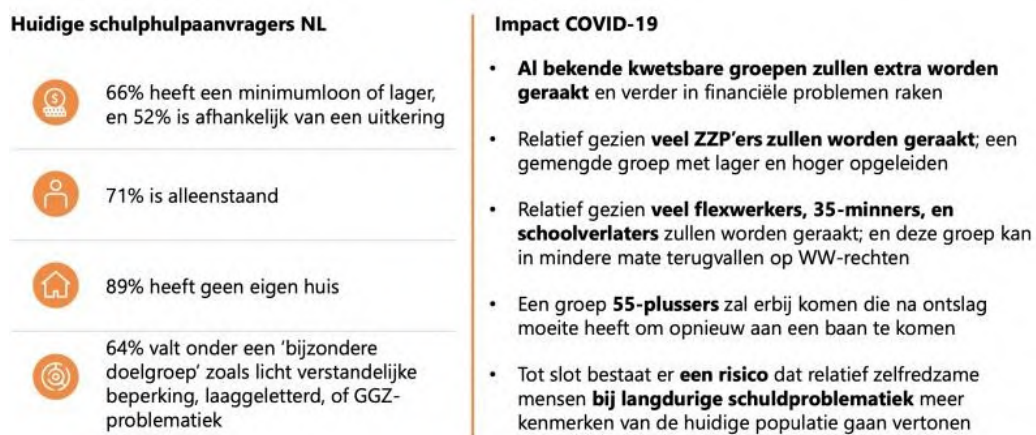 Huidige schulphulpaanvragers NL
66% heeft een minimumloon of lager,
en 52% is afhankelijk van een uitkering
71% is alleenstaand
89% heeft geen eigen huis
64% valt onder een ‘bijzondere
doelgroep’ zoals licht verstandelijke
beperking, laaggeletterd, of GGZ-
problematiek
Impact COVID-19
• Al bekende kwetsbare groepen zullen extra worden
geraakt en verder in financiële problemen raken
• Relatief gezien veel ZZP’ers zullen worden geraakt; een
gemengde groep met lager en hoger opgeleiden
• Relatief gezien veel flexwerkers, 35-minners, en
schoolverlaters zullen worden geraakt; en deze groep kan
in mindere mate terugvallen op WW-rechten
• Een groep 55-plussers zal erbij komen die na ontslag
moeite heeft om opnieuw aan een baan te komen
• Tot slot bestaat er een risico dat relatief zelfredzame
mensen bij langdurige schuldproblematiek meer
kenmerken van de huidige populatie gaan vertonen